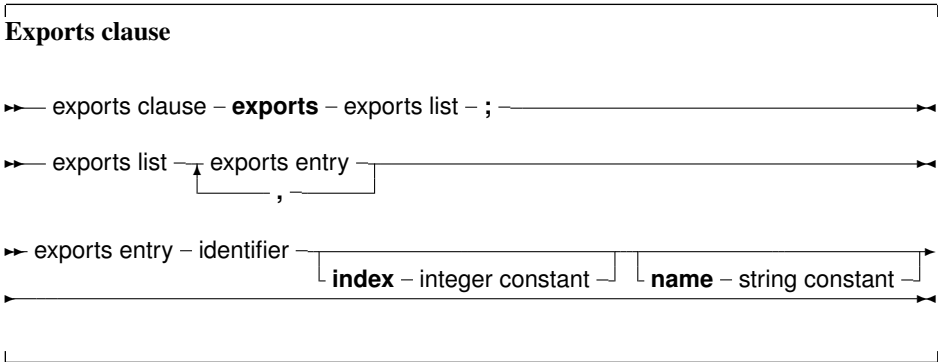 Exports clause
exports clause – exports – exports list – ;
exports list exports entry
,
exports entry – identifier
index – integer constant name – string constant